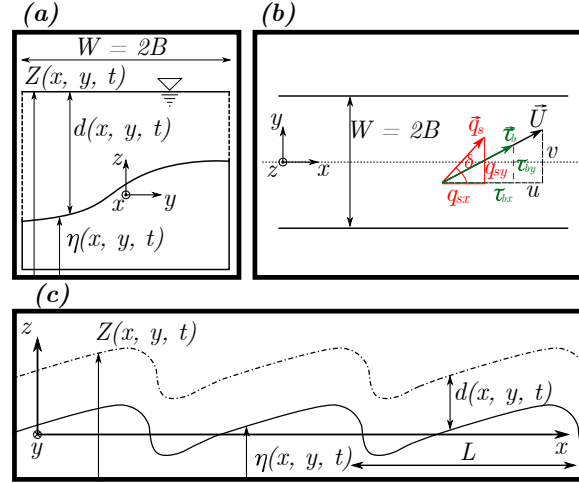 (a)
W = 2B
Z(x, y, t)
d(x, y, t)
z
x
y
η(x, y, t)
(b)
W = 2B
y
z
x
q⃗s
δ
τ⃗b
U⃗
qsy
τby
v
qsx
τbx
u
(c)
z
Z(x, y, t)
d(x, y, t)
y
x
η(x, y, t)
L